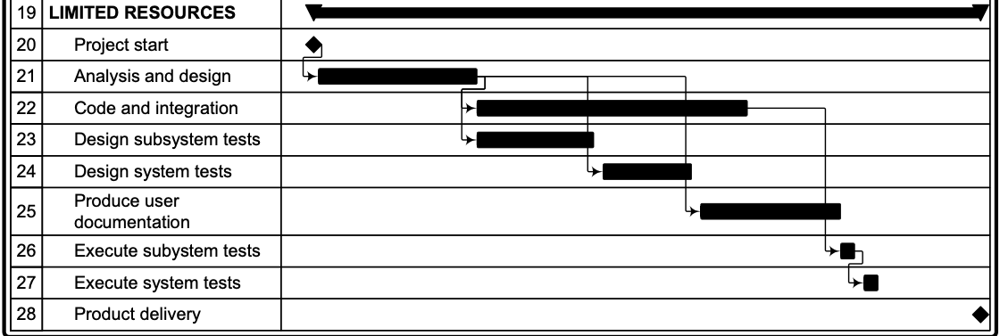 19 LIMITED RESOURCES
20 Project start
21 Analysis and design
22 Code and integration
23 Design subsystem tests
24 Design system tests
25 Produce user
documentation
26 Execute subystem tests
27 Execute system tests
28 Product delivery